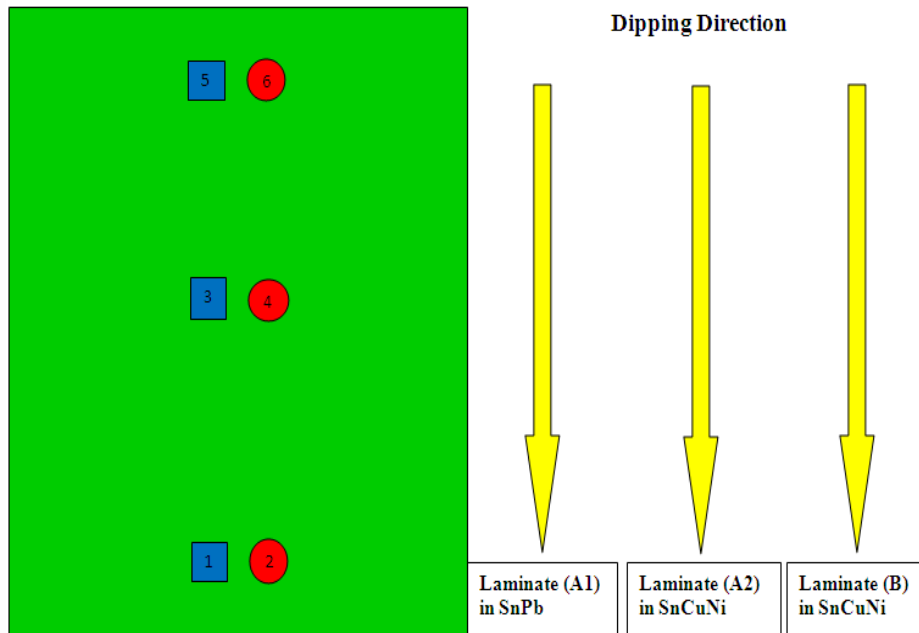 Dipping Direction
5 6
3 4
1 2
Laminate (A1)
in SnPb
Laminate (A2)
in SnCuNi
Laminate (B)
in SnCuNi